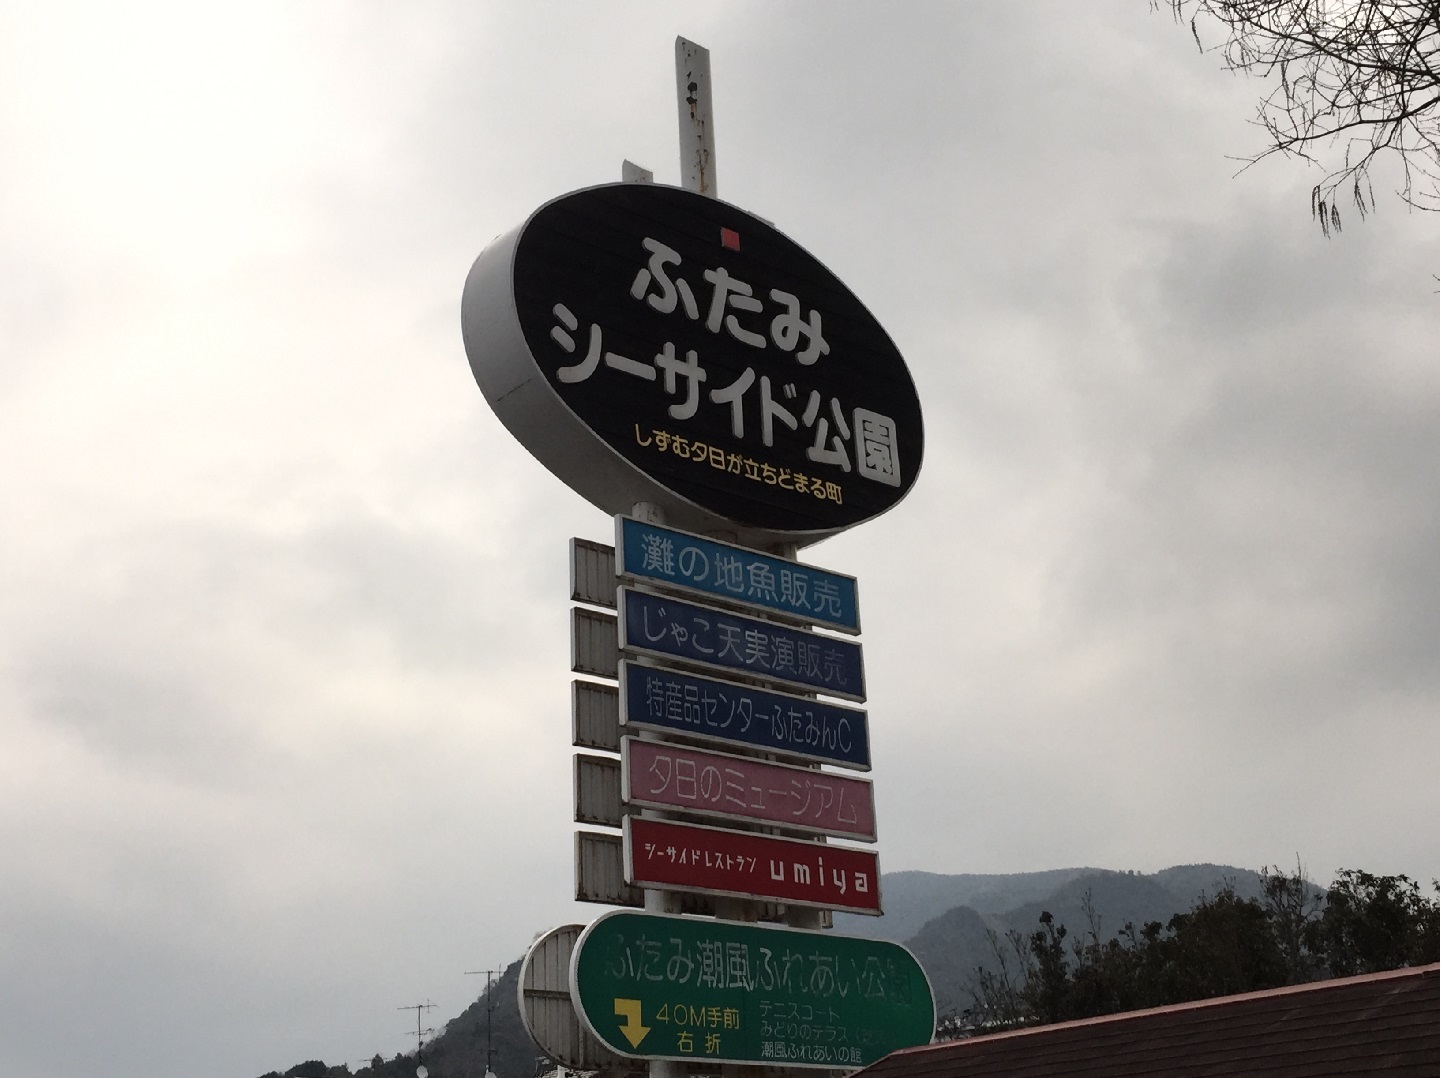 ふたみ
シーサイド公園
しずむ夕日が立ちどまる町
灘の地魚販売
じゃこ天実演販売
特産品センターふたみんC
夕日のミュージアム
シーサイドレストラン umiya
ふたみ潮風ふれあい公園
40M手前
右折
テニスコート
みどりのテラス
潮風ふれあいの館